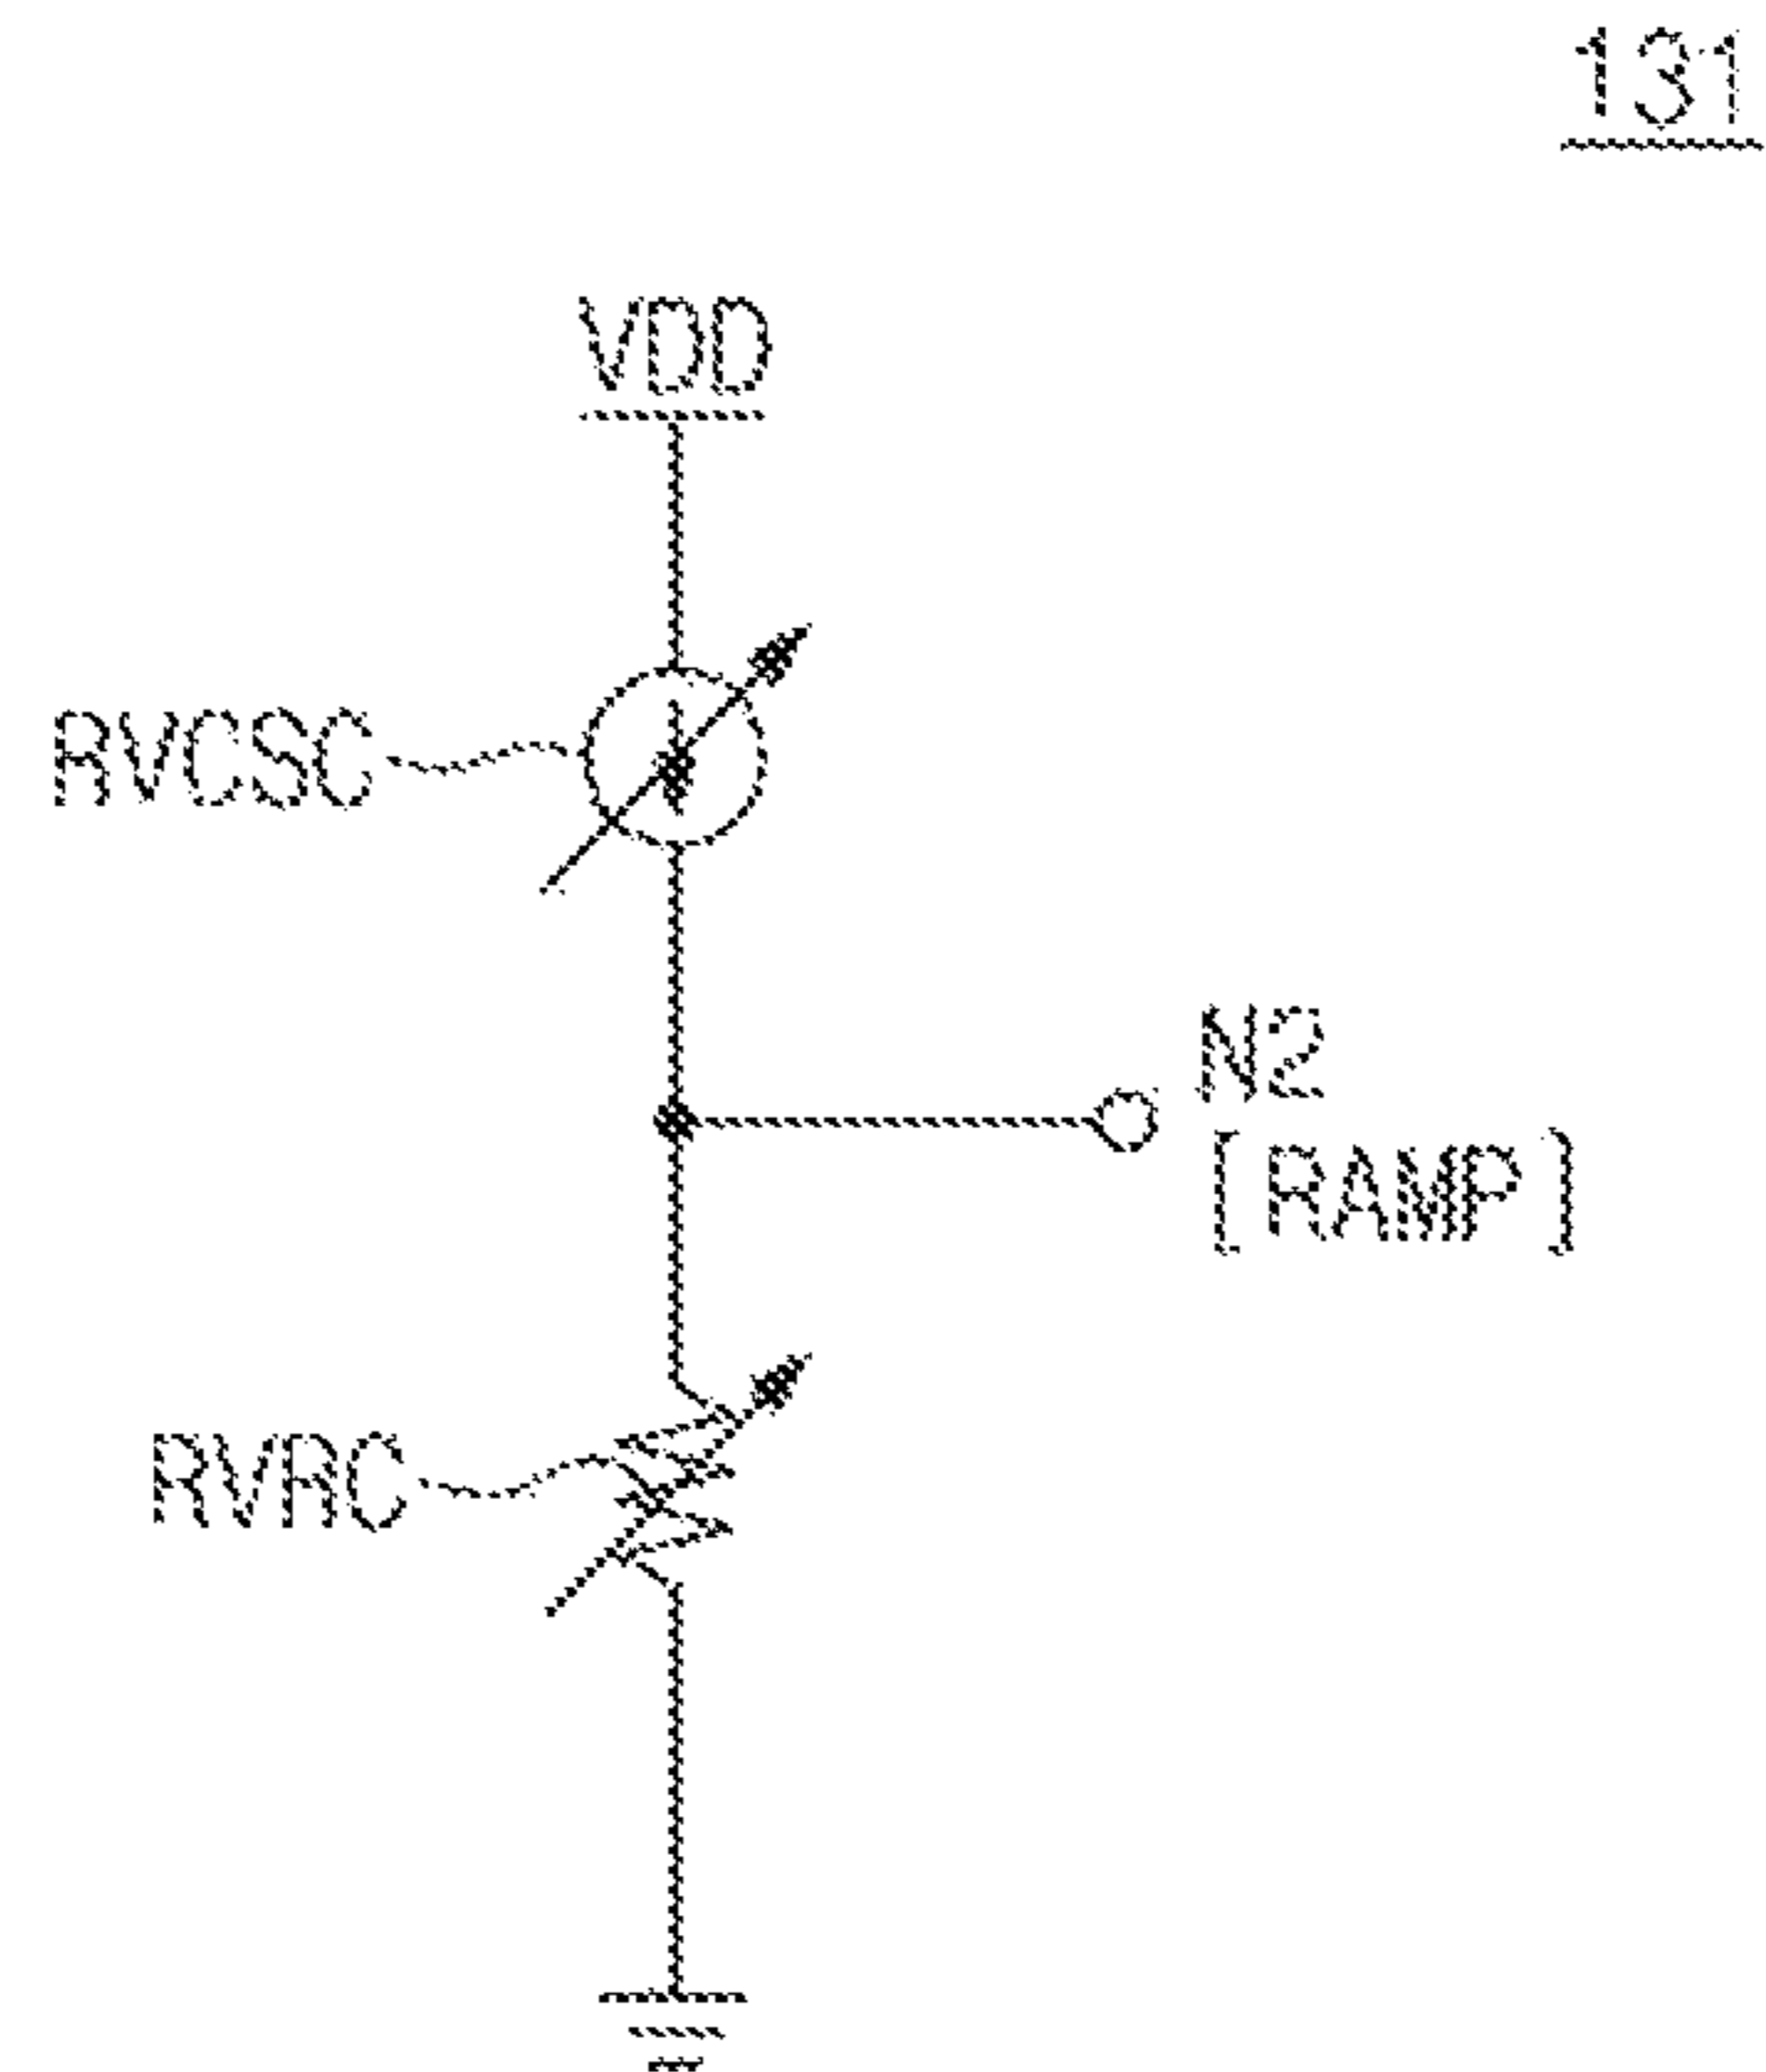 131
VDD
RVCSC
N2
[RAMP]
RVRC